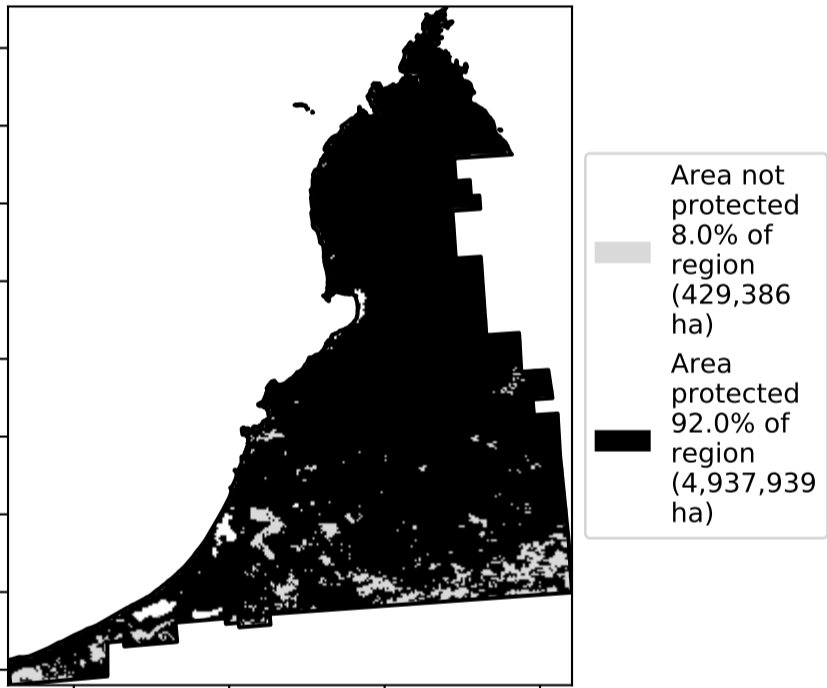 Area not
protected
8.0% of
region
(429,386
ha)
Area
protected
92.0% of
region
(4,937,939
ha)